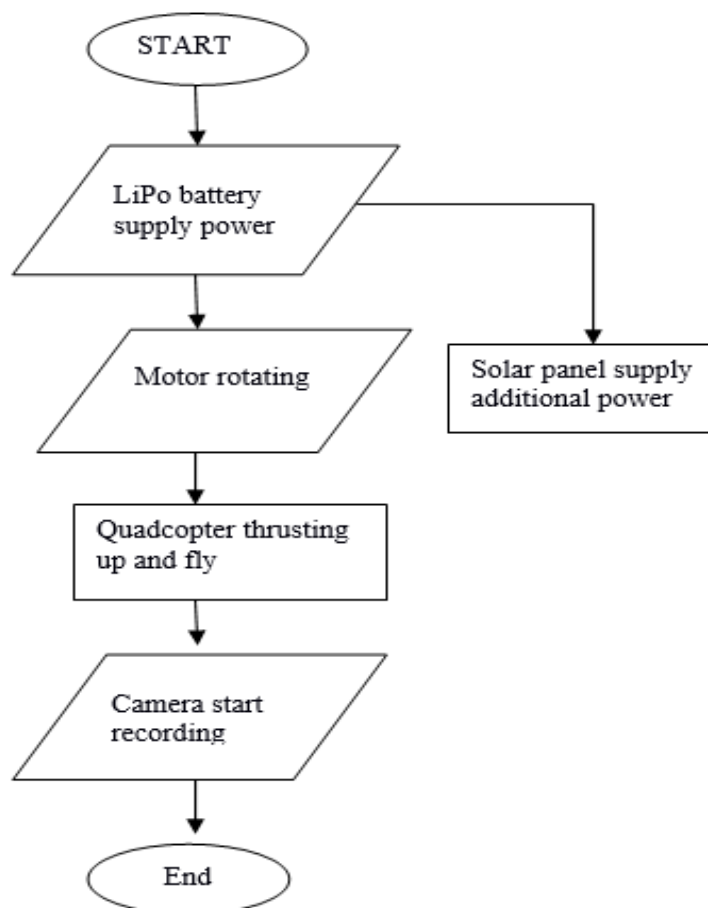 START
LiPo battery
supply power
Motor rotating
Solar panel supply
additional power
Quadcopter thrusting
up and fly
Camera start
recording
End